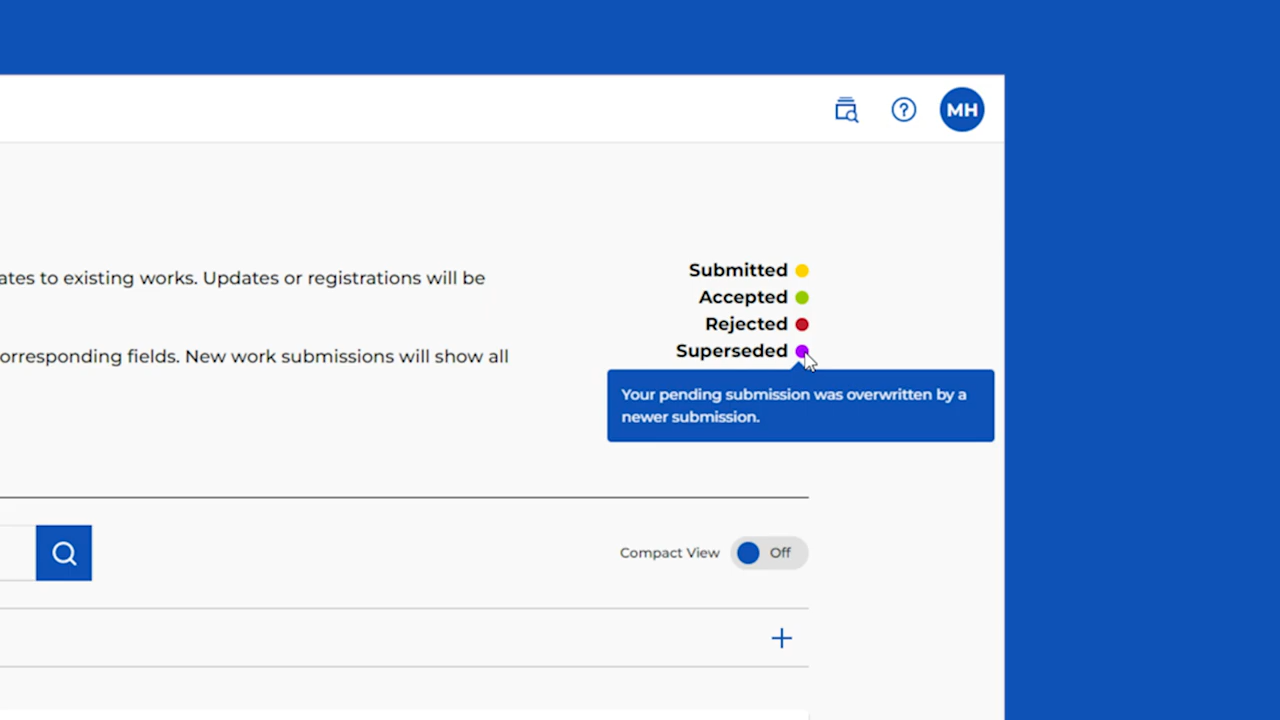 MH
ates to existing works. Updates or registrations will be
orresponding fields. New work submissions will show all
Submitted
Accepted
Rejected
Superseded
Your pending submission was overwritten by a
newer submission.
Compact View Off